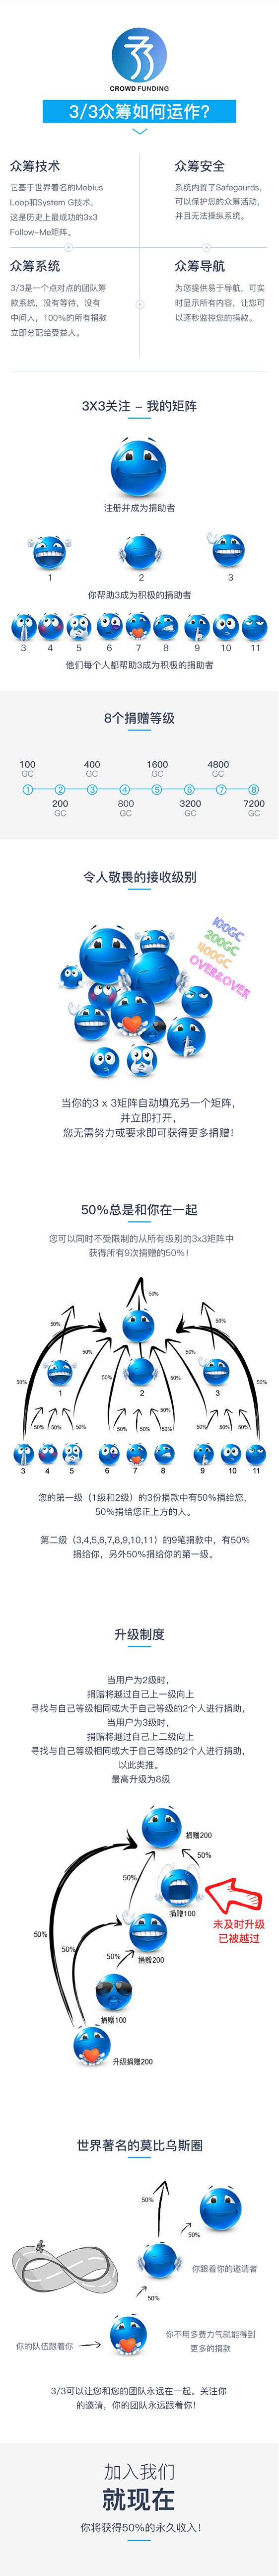 33
CROWD FUNDING
3/3众筹如何运作?
众筹技术
它基于世界着名的Mobius
Loop和System G技术,
这是历史上最成功的3x3
Follow-Me矩阵。
众筹安全
系统内置了Safegaurds,
可以保护您的众筹活动,
并且无法操纵系统。
众筹系统
3/3是一个点对点的团队筹
款系统,没有等待,没有
中间人,100%的所有捐款
立即分配给受益人。
众筹导航
为您提供易于导航,可实
时显示所有内容,让您可
以逐秒监控您的捐款。
3X3关注 - 我的矩阵
注册并成为捐助者
1
2
3
你帮助3成为积极的捐助者
3 4 5 6 7 8 9 10 11
他们每个人都帮助3成为积极的捐助者
8个捐赠等级
100 GC
400 GC
1600 GC
4800 GC
1 2 3 4 5 6 7 8
200 GC
800 GC
3200 GC
7200 GC
令人敬畏的接收级别
100GC
200GC
400GC
OVER&OVER
当你的3 x 3矩阵自动填充另一个矩阵,
并立即打开,
您无需努力或要求即可获得更多捐赠!
50%总是和你在一起
您可以同时不受限制的从所有级别的3x3矩阵中
获得所有9次捐赠的50%!
50%
50% 50%
50% 50%
50% 50% 50% 50%
1 2 3
50% 50% 50% 50% 50% 50% 50% 50% 50%
3 4 5 6 7 8 9 10 11
您的第一级(1级和2级)的3份捐款中有50%捐给您,
50%捐给您正上方的人。
第二级(3,4,5,6,7,8,9,10,11)的9笔捐款中,有50%
捐给你,另外50%捐给你的第一级。
升级制度
当用户为2级时,
捐赠将越过自己上一级向上
寻找与自己等级相同或大于自己等级的2个人进行捐助,
当用户为3级时,
捐赠将越过自己上二级向上
寻找与自己等级相同或大于自己等级的2个人进行捐助,
以此类推。
最高升级为8级
捐赠200
50%
50%
捐赠100
未及时升级
已被越过
50%
50%
50%
捐赠200
捐赠100
升级捐赠200
世界著名的莫比乌斯圈
50%
50%
你跟着你的邀请者
50%
你的队伍跟着你
你不用多费力气就能得到
更多的捐款
3/3可以让您和您的团队永远在一起。关注你
的邀请,你的团队永远跟着你!
加入我们
就现在
你将获得50%的永久收入!